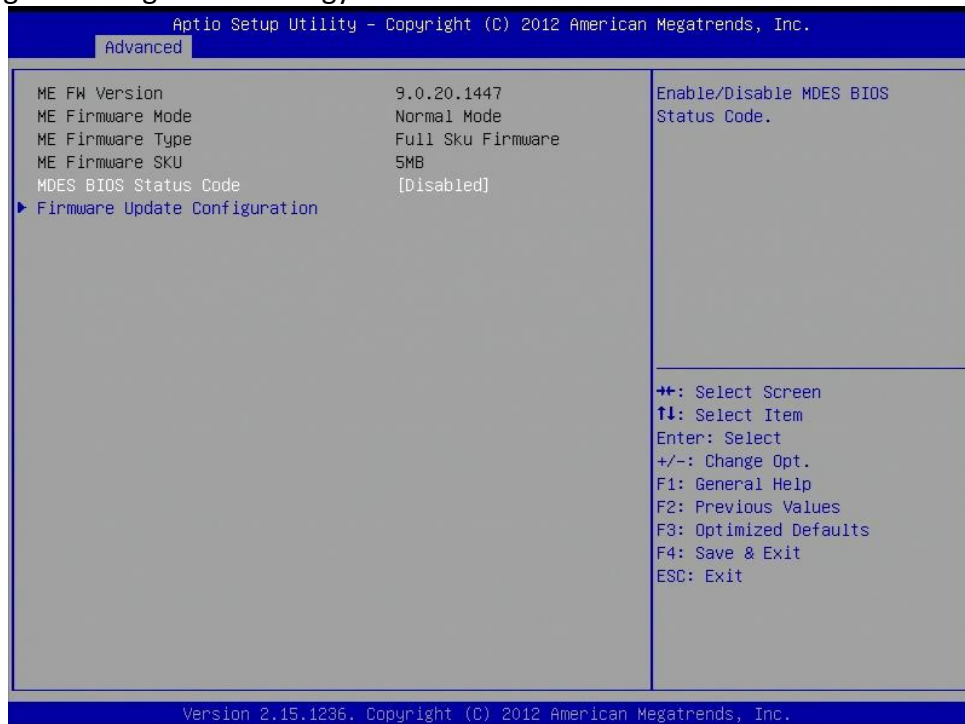 Aptio Setup Utility – Copyright (C) 2012 American Megatrends, Inc.
Advanced
ME FW Version 9.0.20.1447
ME Firmware Mode Normal Mode
ME Firmware Type Full Sku Firmware
ME Firmware SKU 5MB
MDES BIOS Status Code [Disabled]
▶ Firmware Update Configuration
Enable/Disable MDES BIOS
Status Code.
→←: Select Screen
↑↓: Select Item
Enter: Select
+/-: Change Opt.
F1: General Help
F2: Previous Values
F3: Optimized Defaults
F4: Save & Exit
ESC: Exit
Version 2.15.1236. Copyright (C) 2012 American Megatrends, Inc.